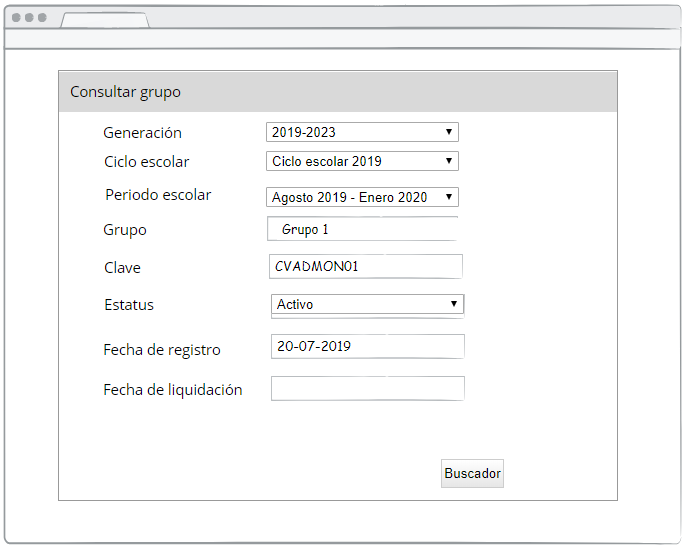 Consultar grupo
Generación 2019-2023
Ciclo escolar Ciclo escolar 2019
Periodo escolar Agosto 2019 - Enero 2020
Grupo Grupo 1
Clave CVADMON01
Estatus Activo
Fecha de registro 20-07-2019
Fecha de liquidación
Buscador